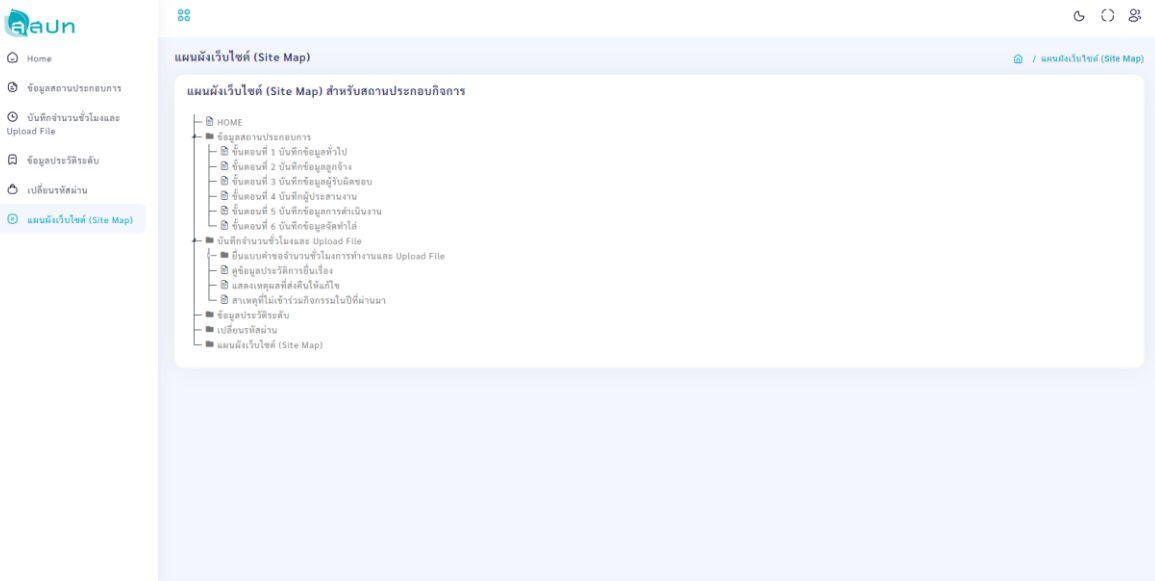 ลลปก
Home
ข้อมูลสถานประกอบการ
บันทึกจำนวนชั่วโมงและ
Upload File
ข้อมูลประวัติระดับ
เปลี่ยนรหัสผ่าน
แผนผังเว็บไซต์ (Site Map)
แผนผังเว็บไซต์ (Site Map)
/ แผนผังเว็บไซต์ (Site Map)
แผนผังเว็บไซต์ (Site Map) สำหรับสถานประกอบกิจการ
HOME
ข้อมูลสถานประกอบการ
ขั้นตอนที่ 1 บันทึกข้อมูลทั่วไป
ขั้นตอนที่ 2 บันทึกข้อมูลลูกจ้าง
ขั้นตอนที่ 3 บันทึกข้อมูลผู้รับผิดชอบ
ขั้นตอนที่ 4 บันทึกผู้ประสานงาน
ขั้นตอนที่ 5 บันทึกข้อมูลการดำเนินงาน
ขั้นตอนที่ 6 บันทึกข้อมูลจัดทำโล่
บันทึกจำนวนชั่วโมงและ Upload File
ยื่นแบบคำขอจำนวนชั่วโมงการทำงานและ Upload File
ดูข้อมูลประวัติการยื่นเรื่อง
แสดงเหตุผลที่ส่งคืนให้แก้ไข
สาเหตุที่ไม่เข้าร่วมกิจกรรมในปีที่ผ่านมา
ข้อมูลประวัติระดับ
เปลี่ยนรหัสผ่าน
แผนผังเว็บไซต์ (Site Map)